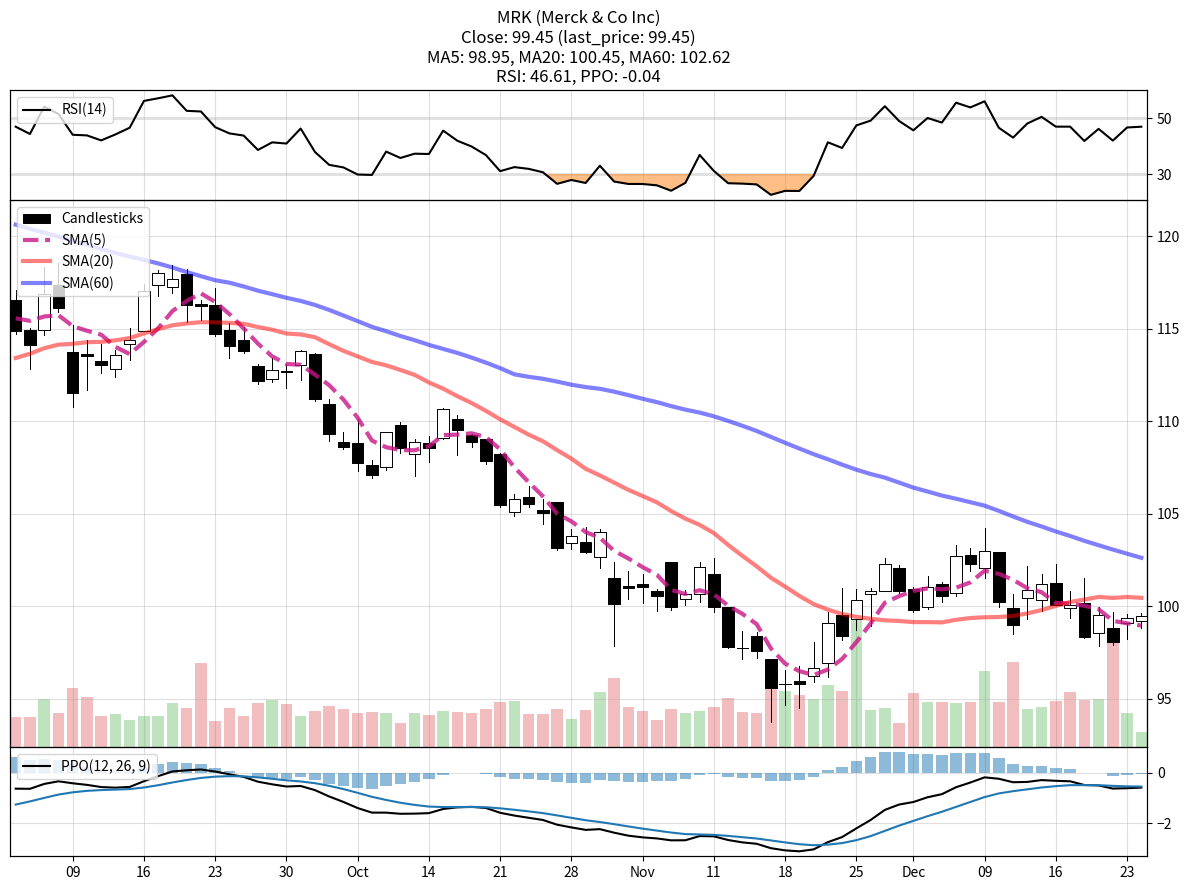 MRK (Merck & Co Inc)
Close: 99.45 (last_price: 99.45)
MA5: 98.95, MA20: 100.45, MA60: 102.62
RSI: 46.61, PPO: -0.04
RSI(14)
50
30
Candlesticks
SMA(5)
SMA(20)
SMA(60)
120
115
110
105
100
95
PPO(12, 26, 9)
0
−2
09 16 23 30 Oct 14 21 28 Nov 11 18 25 Dec 09 16 23